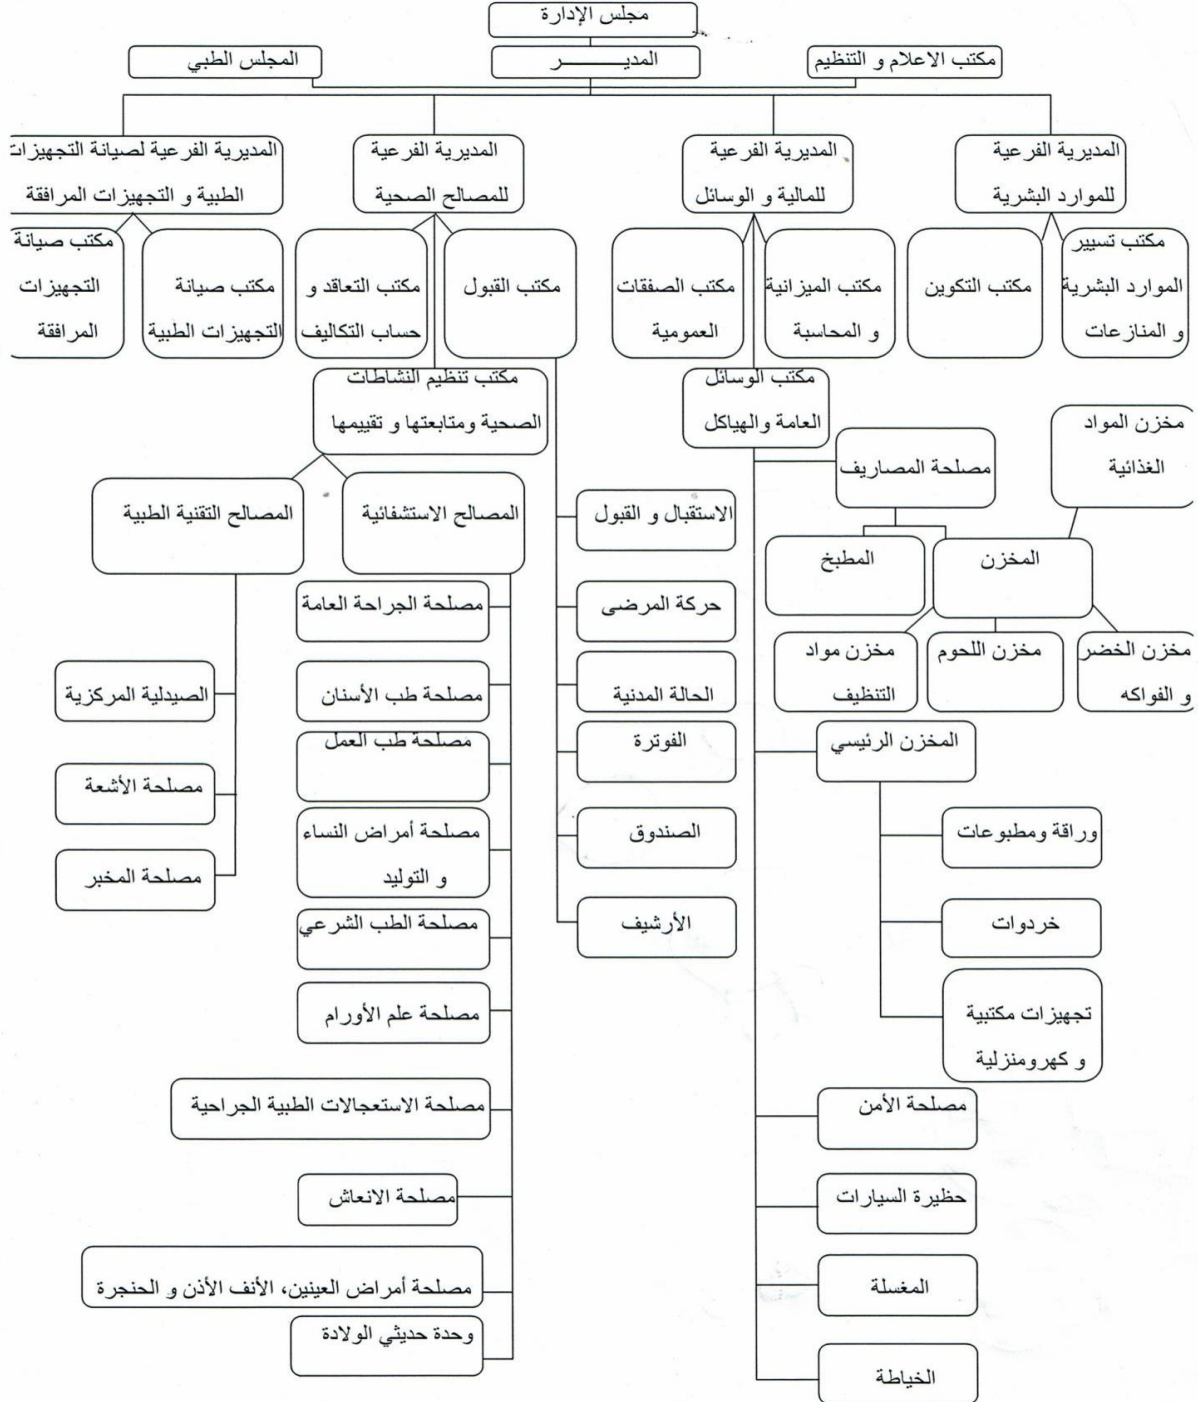 مجلس الإدارة
مكتب الاعلام و التنظيم
المديـــــــــر
المجلس الطبي
المديرية الفرعية
للموارد البشرية
المديرية الفرعية
للمالية و الوسائل
المديرية الفرعية
للمصالح الصحية
المديرية الفرعية لصيانة التجهيزات
الطبية و التجهيزات المرافقة
مكتب تسيير
الموارد البشرية
و المنازعات
مكتب التكوين
مكتب الميزانية
و المحاسبة
مكتب الصفقات
العمومية
مكتب القبول
مكتب التعاقد و
حساب التكاليف
مكتب صيانة
التجهيزات الطبية
مكتب صيانة
التجهيزات
المرافقة
مكتب الوسائل
العامة والهياكل
مكتب تنظيم النشاطات
الصحية ومتابعتها و تقييمها
مخزن المواد
الغذائية
مصلحة المصاريف
المخزن
المطبخ
مخزن الخضر
و الفواكه
مخزن اللحوم
مخزن مواد
التنظيف
المخزن الرئيسي
وراقة ومطبوعات
خردوات
تجهيزات مكتبية
و كهرومنزلية
مصلحة الأمن
حظيرة السيارات
المغسلة
الخياطة
الاستقبال و القبول
حركة المرضى
الحالة المدنية
الفوترة
الصندوق
الأرشيف
المصالح الاستشفائية
مصلحة الجراحة العامة
مصلحة طب الأسنان
مصلحة طب العمل
مصلحة أمراض النساء
و التوليد
مصلحة الطب الشرعي
مصلحة علم الأورام
مصلحة الاستعجالات الطبية الجراحية
مصلحة الانعاش
مصلحة أمراض العينين، الأنف الأذن و الحنجرة
وحدة حديثي الولادة
المصالح التقنية الطبية
الصيدلية المركزية
مصلحة الأشعة
مصلحة المخبر